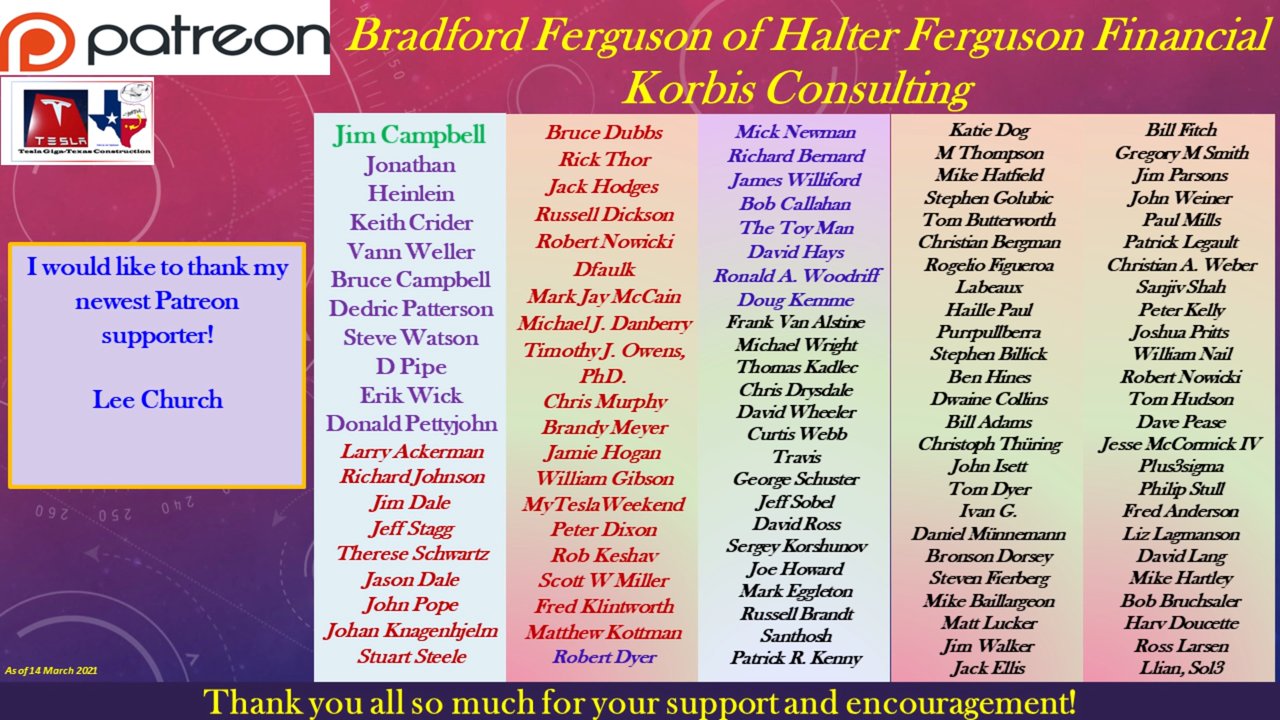 patreon
Bradford Ferguson of Halter Ferguson Financial
Korbis Consulting
TESLA
Tesla Giga-Texas Construction
I would like to thank my
newest Patreon
supporter!
Lee Church
As of 14 March 2021
Jim Campbell
Jonathan
Heinlein
Keith Crider
Vann Weller
Bruce Campbell
Dedric Patterson
Steve Watson
D Pipe
Erik Wick
Donald Pettyjohn
Larry Ackerman
Richard Johnson
Jim Dale
Jeff Stagg
Therese Schwartz
Jason Dale
John Pope
Johan Knagenhjelm
Stuart Steele
Bruce Dubbs
Rick Thor
Jack Hodges
Russell Dickson
Robert Nowicki
Dfaulk
Mark Jay McCain
Michael J. Danberry
Timothy J. Owens,
PhD.
Chris Murphy
Brandy Meyer
Jamie Hogan
William Gibson
MyTeslaWeekend
Peter Dixon
Rob Keshav
Scott W Miller
Fred Klintworth
Matthew Kottman
Robert Dyer
Mick Newman
Richard Bernard
James Williford
Bob Callahan
The Toy Man
David Hays
Ronald A. Woodriff
Doug Kemme
Frank Van Alstine
Michael Wright
Thomas Kadlec
Chris Drysdale
David Wheeler
Curtis Webb
Travis
George Schuster
Jeff Sobel
David Ross
Sergey Korshunov
Joe Howard
Mark Eggleton
Russell Brandt
Santhosh
Patrick R. Kenny
Katie Dog
M Thompson
Mike Hatfield
Stephen Golubic
Tom Butterworth
Christian Bergman
Rogelio Figueroa
Labeaux
Haille Paul
Purrpullberra
Stephen Billick
Ben Hines
Dwaine Collins
Bill Adams
Christoph Thüring
John Isett
Tom Dyer
Ivan G.
Daniel Münnemann
Bronson Dorsey
Steven Fierberg
Mike Baillargeon
Matt Lucker
Jim Walker
Jack Ellis
Bill Fitch
Gregory M Smith
Jim Parsons
John Weiner
Paul Mills
Patrick Legault
Christian A. Weber
Sanjiv Shah
Peter Kelly
Joshua Pritts
William Nail
Robert Nowicki
Tom Hudson
Dave Pease
Jesse McCormick IV
Plus3sigma
Philip Stull
Fred Anderson
Liz Lagmanson
David Lang
Mike Hartley
Bob Bruchsaler
Harv Doucette
Ross Larsen
Llian, Sol3
Thank you all so much for your support and encouragement!